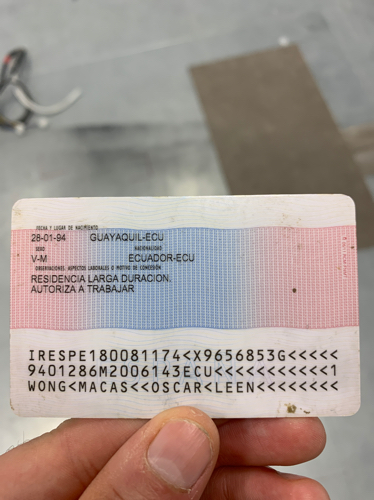 FECHA Y LUGAR DE NACIMIENTO
28-01-94 GUAYAQUIL-ECU
SEXO NACIONALIDAD
V-M ECUADOR-ECU
OBSERVACIONES. ASPECTOS LABORALES O MOTIVO DE CONCESIÓN
RESIDENCIA LARGA DURACION.
AUTORIZA A TRABAJAR
IRESPE180081174<X9656853G<<<<<
9401286M2006143ECU<<<<<<<<<<<1
WONG<MACAS<<OSCAR<LEEN<<<<<<<<